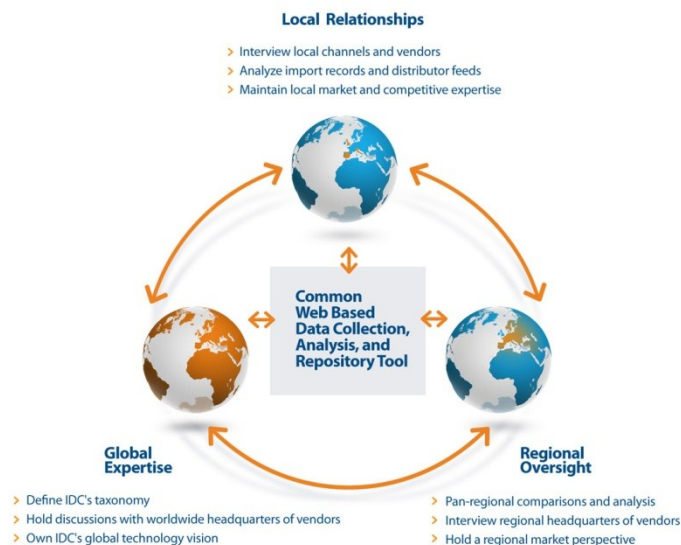 Local Relationships
> Interview local channels and vendors
> Analyze import records and distributor feeds
> Maintain local market and competitive expertise
Common
Web Based
Data Collection,
Analysis, and
Repository Tool
Global
Expertise
> Define IDC's taxonomy
> Hold discussions with worldwide headquarters of vendors
> Own IDC's global technology vision
Regional
Oversight
> Pan-regional comparisons and analysis
> Interview regional headquarters of vendors
> Hold a regional market perspective